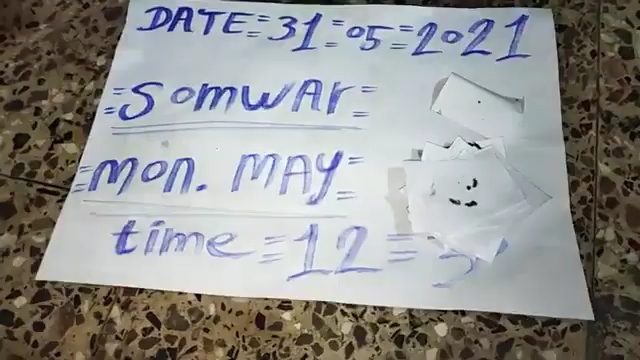 DATE=31=05=2021
=SOMWAR=
=MON. MAY=
time=12=